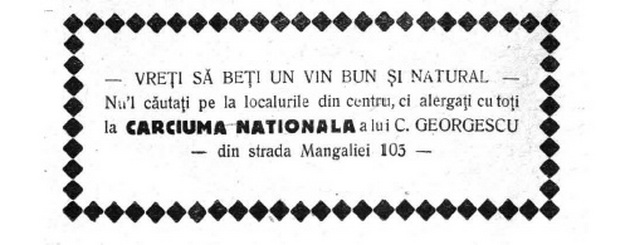 — VREȚI SĂ BEȚI UN VIN BUN ȘI NATURAL —
Nu'l căutați pe la localurile din centru, ci alergați cu toți
la CARCIUMA NATIONALA a lui C. GEORGESCU
— din strada Mangaliei 103 —